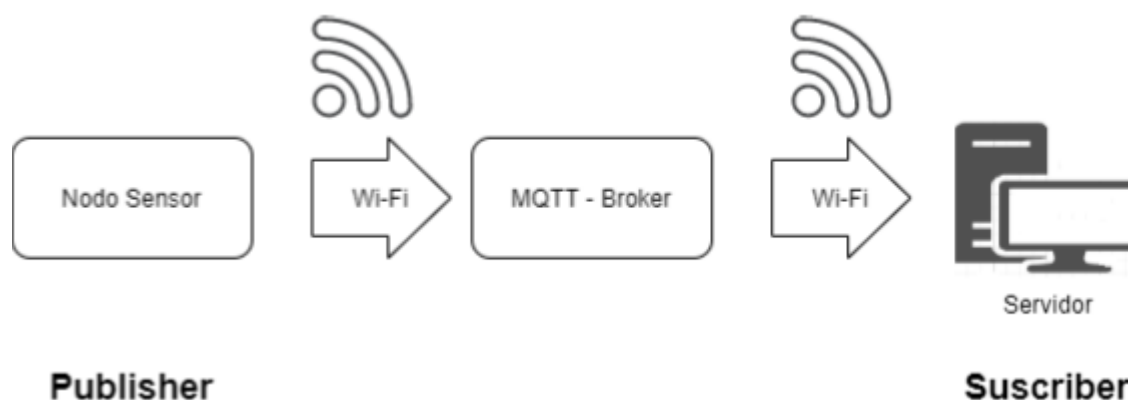 Nodo Sensor
Wi-Fi
MQTT - Broker
Wi-Fi
Servidor
Publisher
Suscriber